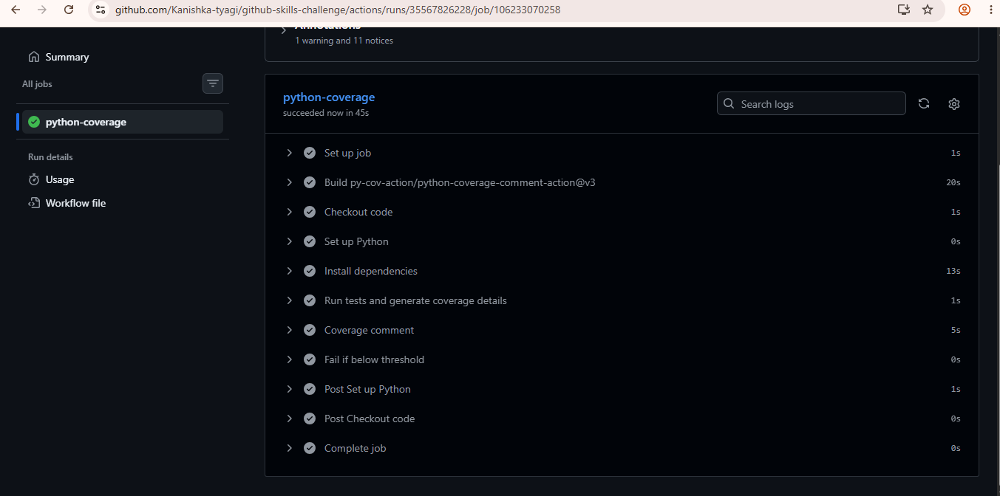 github.com/Kanishka-tyagi/github-skills-challenge/actions/runs/35567826228/job/106233070258
Annotations
1 warning and 11 notices
Summary
All jobs
python-coverage
Run details
Usage
Workflow file
python-coverage
succeeded now in 45s
Search logs
Set up job 1s
Build py-cov-action/python-coverage-comment-action@v3 20s
Checkout code 1s
Set up Python 0s
Install dependencies 13s
Run tests and generate coverage details 1s
Coverage comment 5s
Fail if below threshold 0s
Post Set up Python 1s
Post Checkout code 0s
Complete job 0s